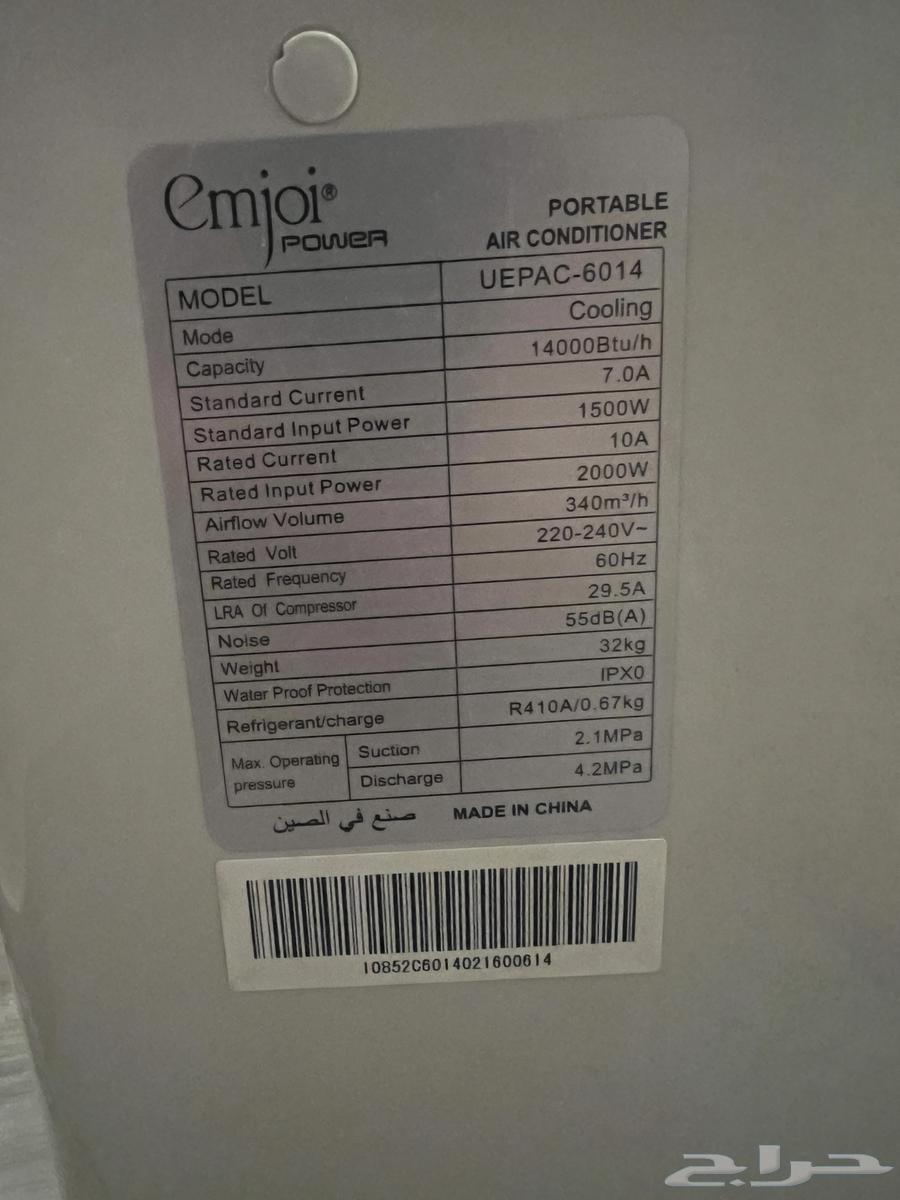 emjoi®
POWER
PORTABLE
AIR CONDITIONER
MODEL UEPAC-6014
Mode Cooling
Capacity 14000Btu/h
Standard Current 7.0A
Standard Input Power 1500W
Rated Current 10A
Rated Input Power 2000W
Airflow Volume 340m³/h
Rated Volt 220-240V~
Rated Frequency 60Hz
LRA Of Compressor 29.5A
Noise 55dB(A)
Weight 32kg
Water Proof Protection IPX0
Refrigerant/charge R410A/0.67kg
Max. Operating pressure Suction 2.1MPa
Discharge 4.2MPa
صنع في الصين MADE IN CHINA
10852C6014021600614
حراج